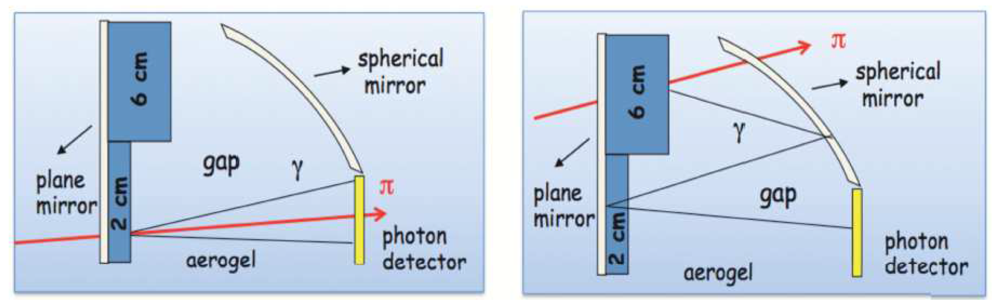 6 cm
spherical
mirror
plane
mirror
gap
γ
2 cm
π
photon
detector
aerogel
π
6 cm
spherical
mirror
γ
plane
mirror
gap
2 cm
photon
detector
aerogel